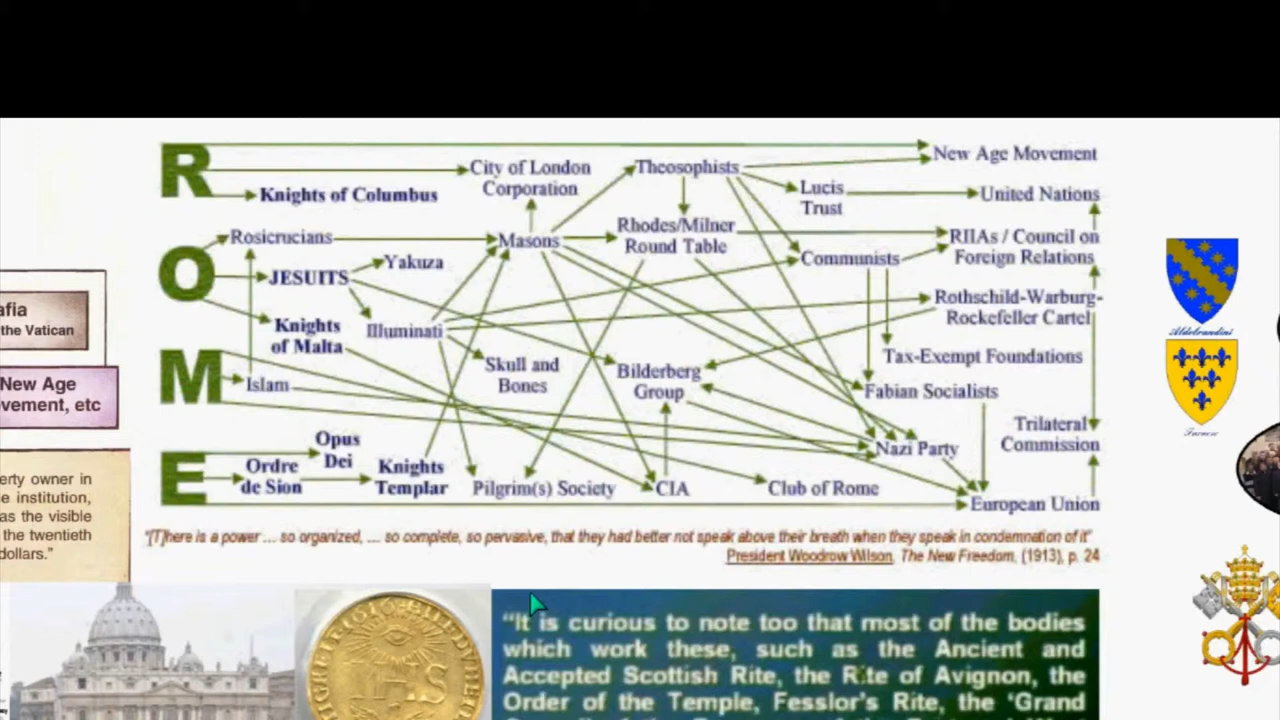 R
O
M
E
City of London
Corporation
Theosophists
New Age Movement
Knights of Columbus
Lucis
Trust
United Nations
Rosicrucians
Masons
Rhodes/Milner
Round Table
RIIAs / Council on
Foreign Relations
JESUITS
Yakuza
Communists
Knights
of Malta
Illuminati
Rothschild-Warburg-
Rockefeller Cartel
Skull and
Bones
Bilderberg
Group
Tax-Exempt Foundations
Islam
Fabian Socialists
Trilateral
Commission
Opus
Dei
Nazi Party
Ordre
de Sion
Knights
Templar
Pilgrim(s) Society
CIA
Club of Rome
European Union
"[T]here is a power ... so organized, ... so complete, so pervasive, that they had better not speak above their breath when they speak in condemnation of it"
President Woodrow Wilson, The New Freedom, (1913), p. 24
afia
the Vatican
New Age
vement, etc
erty owner in
e institution,
as the visible
the twentieth
dollars."
Aldobrandini
Farnese
"It is curious to note too that most of the bodies
which work these, such as the Ancient and
Accepted Scottish Rite, the Rite of Avignon, the
Order of the Temple, Fessler's Rite, the 'Grand